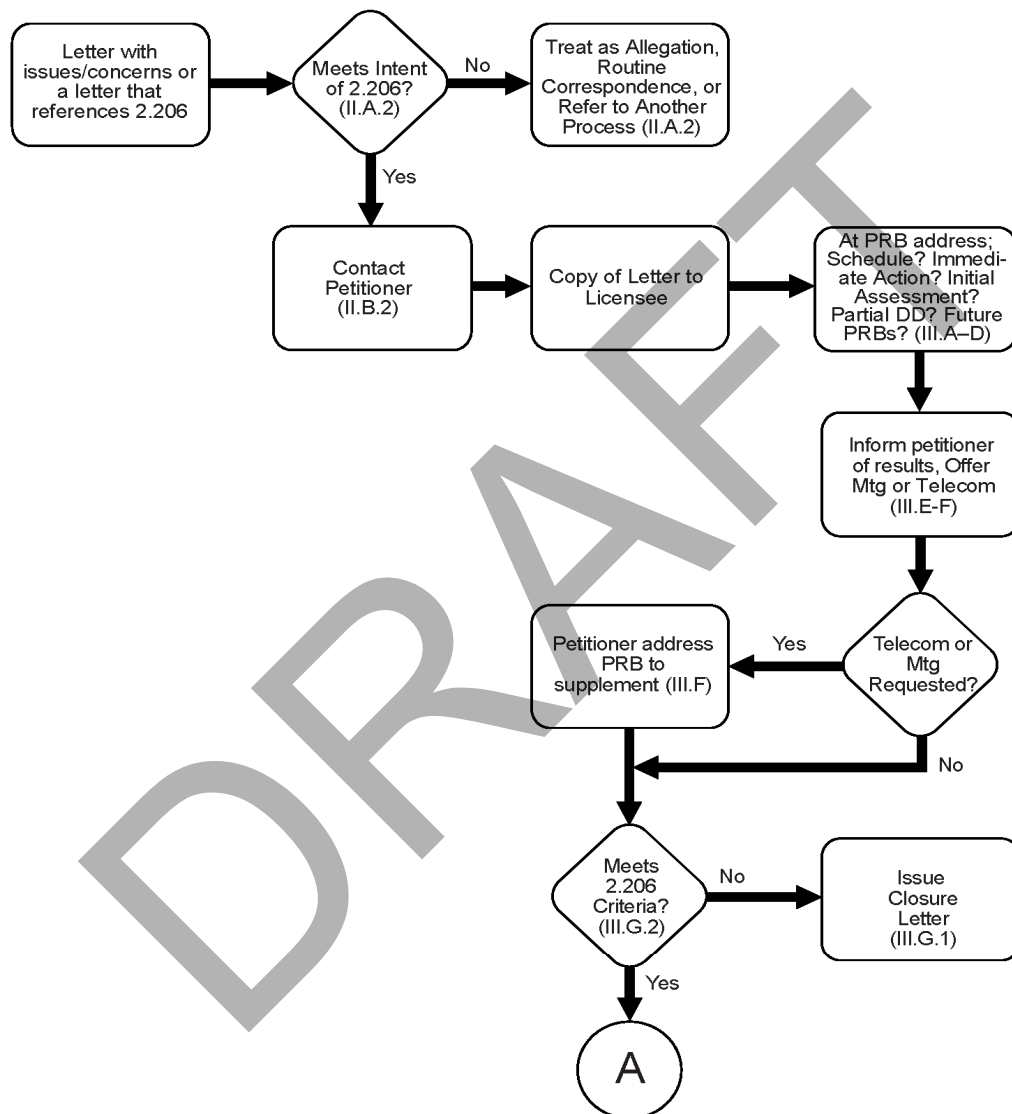 Letter with
issues/concerns or
a letter that
references 2.206
Meets Intent
of 2.206?
(II.A.2)
No
Treat as Allegation,
Routine
Correspondence, or
Refer to Another
Process (II.A.2)
Yes
Contact
Petitioner
(II.B.2)
Copy of Letter to
Licensee
At PRB address;
Schedule? Immedi-
ate Action? Initial
Assessment?
Partial DD? Future
PRBs? (III.A–D)
Inform petitioner
of results, Offer
Mtg or Telecom
(III.E-F)
Telecom or
Mtg
Requested?
Yes
Petitioner address
PRB to
supplement (III.F)
No
Meets
2.206
Criteria?
(III.G.2)
No
Issue
Closure
Letter
(III.G.1)
Yes
A
DRAFT